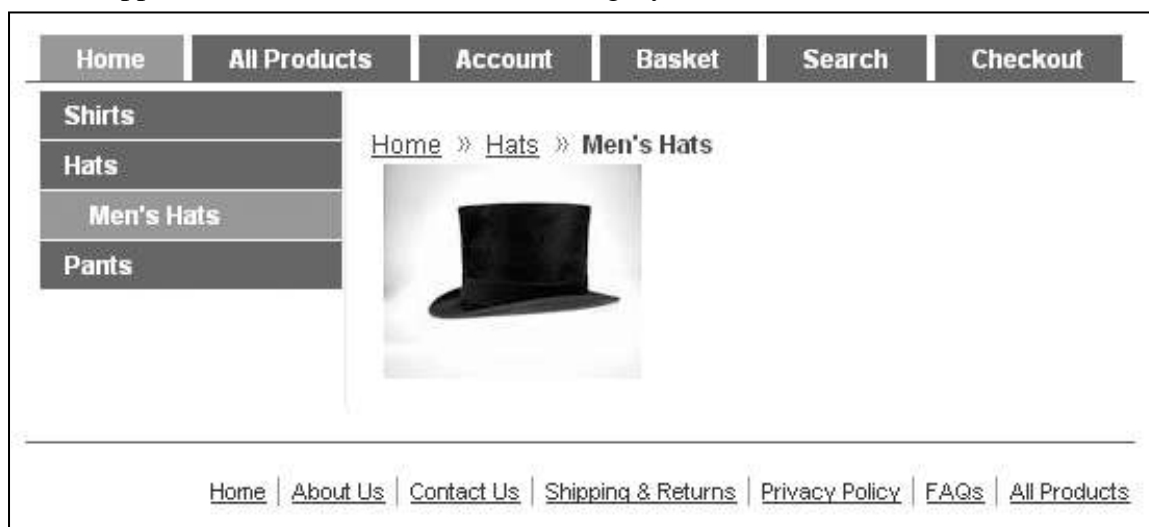 Home All Products Account Basket Search Checkout
Shirts
Hats
Men's Hats
Pants
Home » Hats » Men's Hats
Home | About Us | Contact Us | Shipping & Returns | Privacy Policy | FAQs | All Products